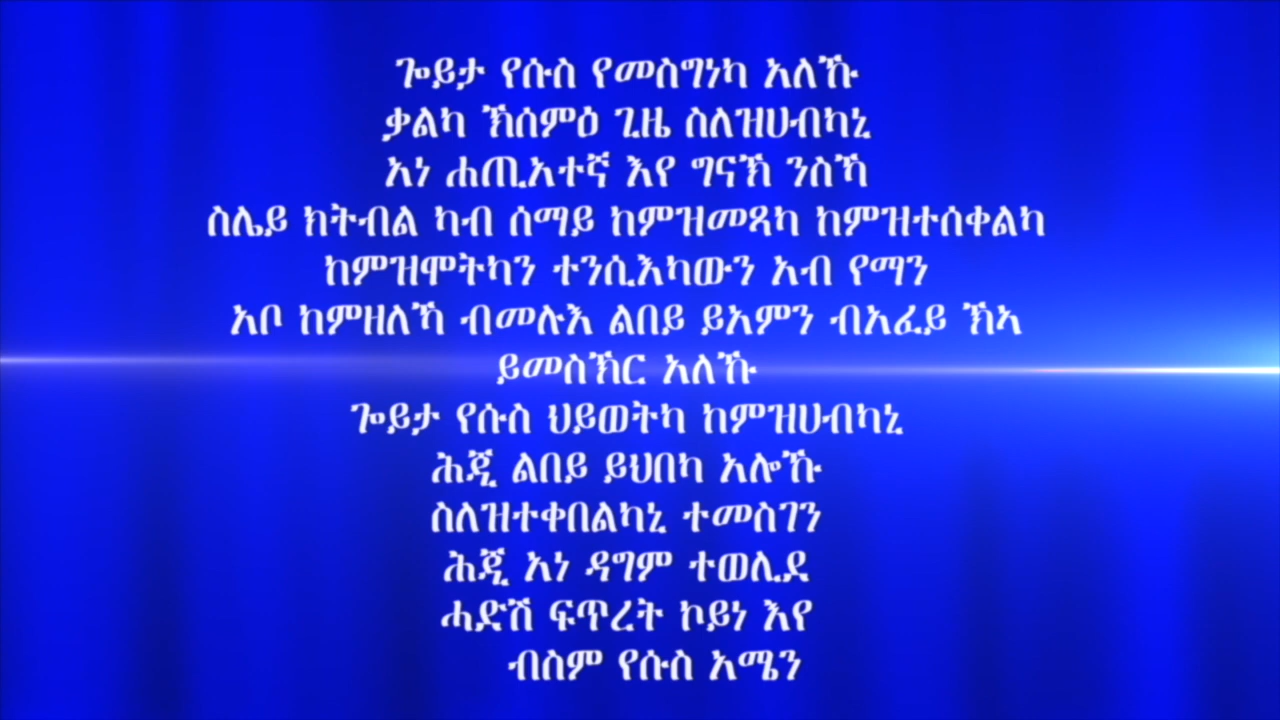 ጐይታ የሱስ የመስግነካ አለኹ
ቃልካ ኽሰምዕ ጊዜ ስለዝሀብካኒ
አነ ሐጢአተኛ እየ ግናኽ ንስኻ
ስሌይ ክትብል ካብ ሰማይ ከምዝመጻካ ከምዝተሰቀልካ
ከምዝሞትካን ተንሲእካውን አብ የማን
አቦ ከምዘለኻ ብመሉእ ልበይ ይአምን ብአፈይ ኽኣ
ይመስኽር አለኹ
ጐይታ የሱስ ህይወትካ ከምዝሀብካኒ
ሕጂ ልበይ ይህበካ አሎኹ
ስለዝተቀበልካኒ ተመስገን
ሕጂ አነ ዳግም ተወሊደ
ሓድሽ ፍጥረት ኮይነ እየ
ብስም የሱስ አሜን